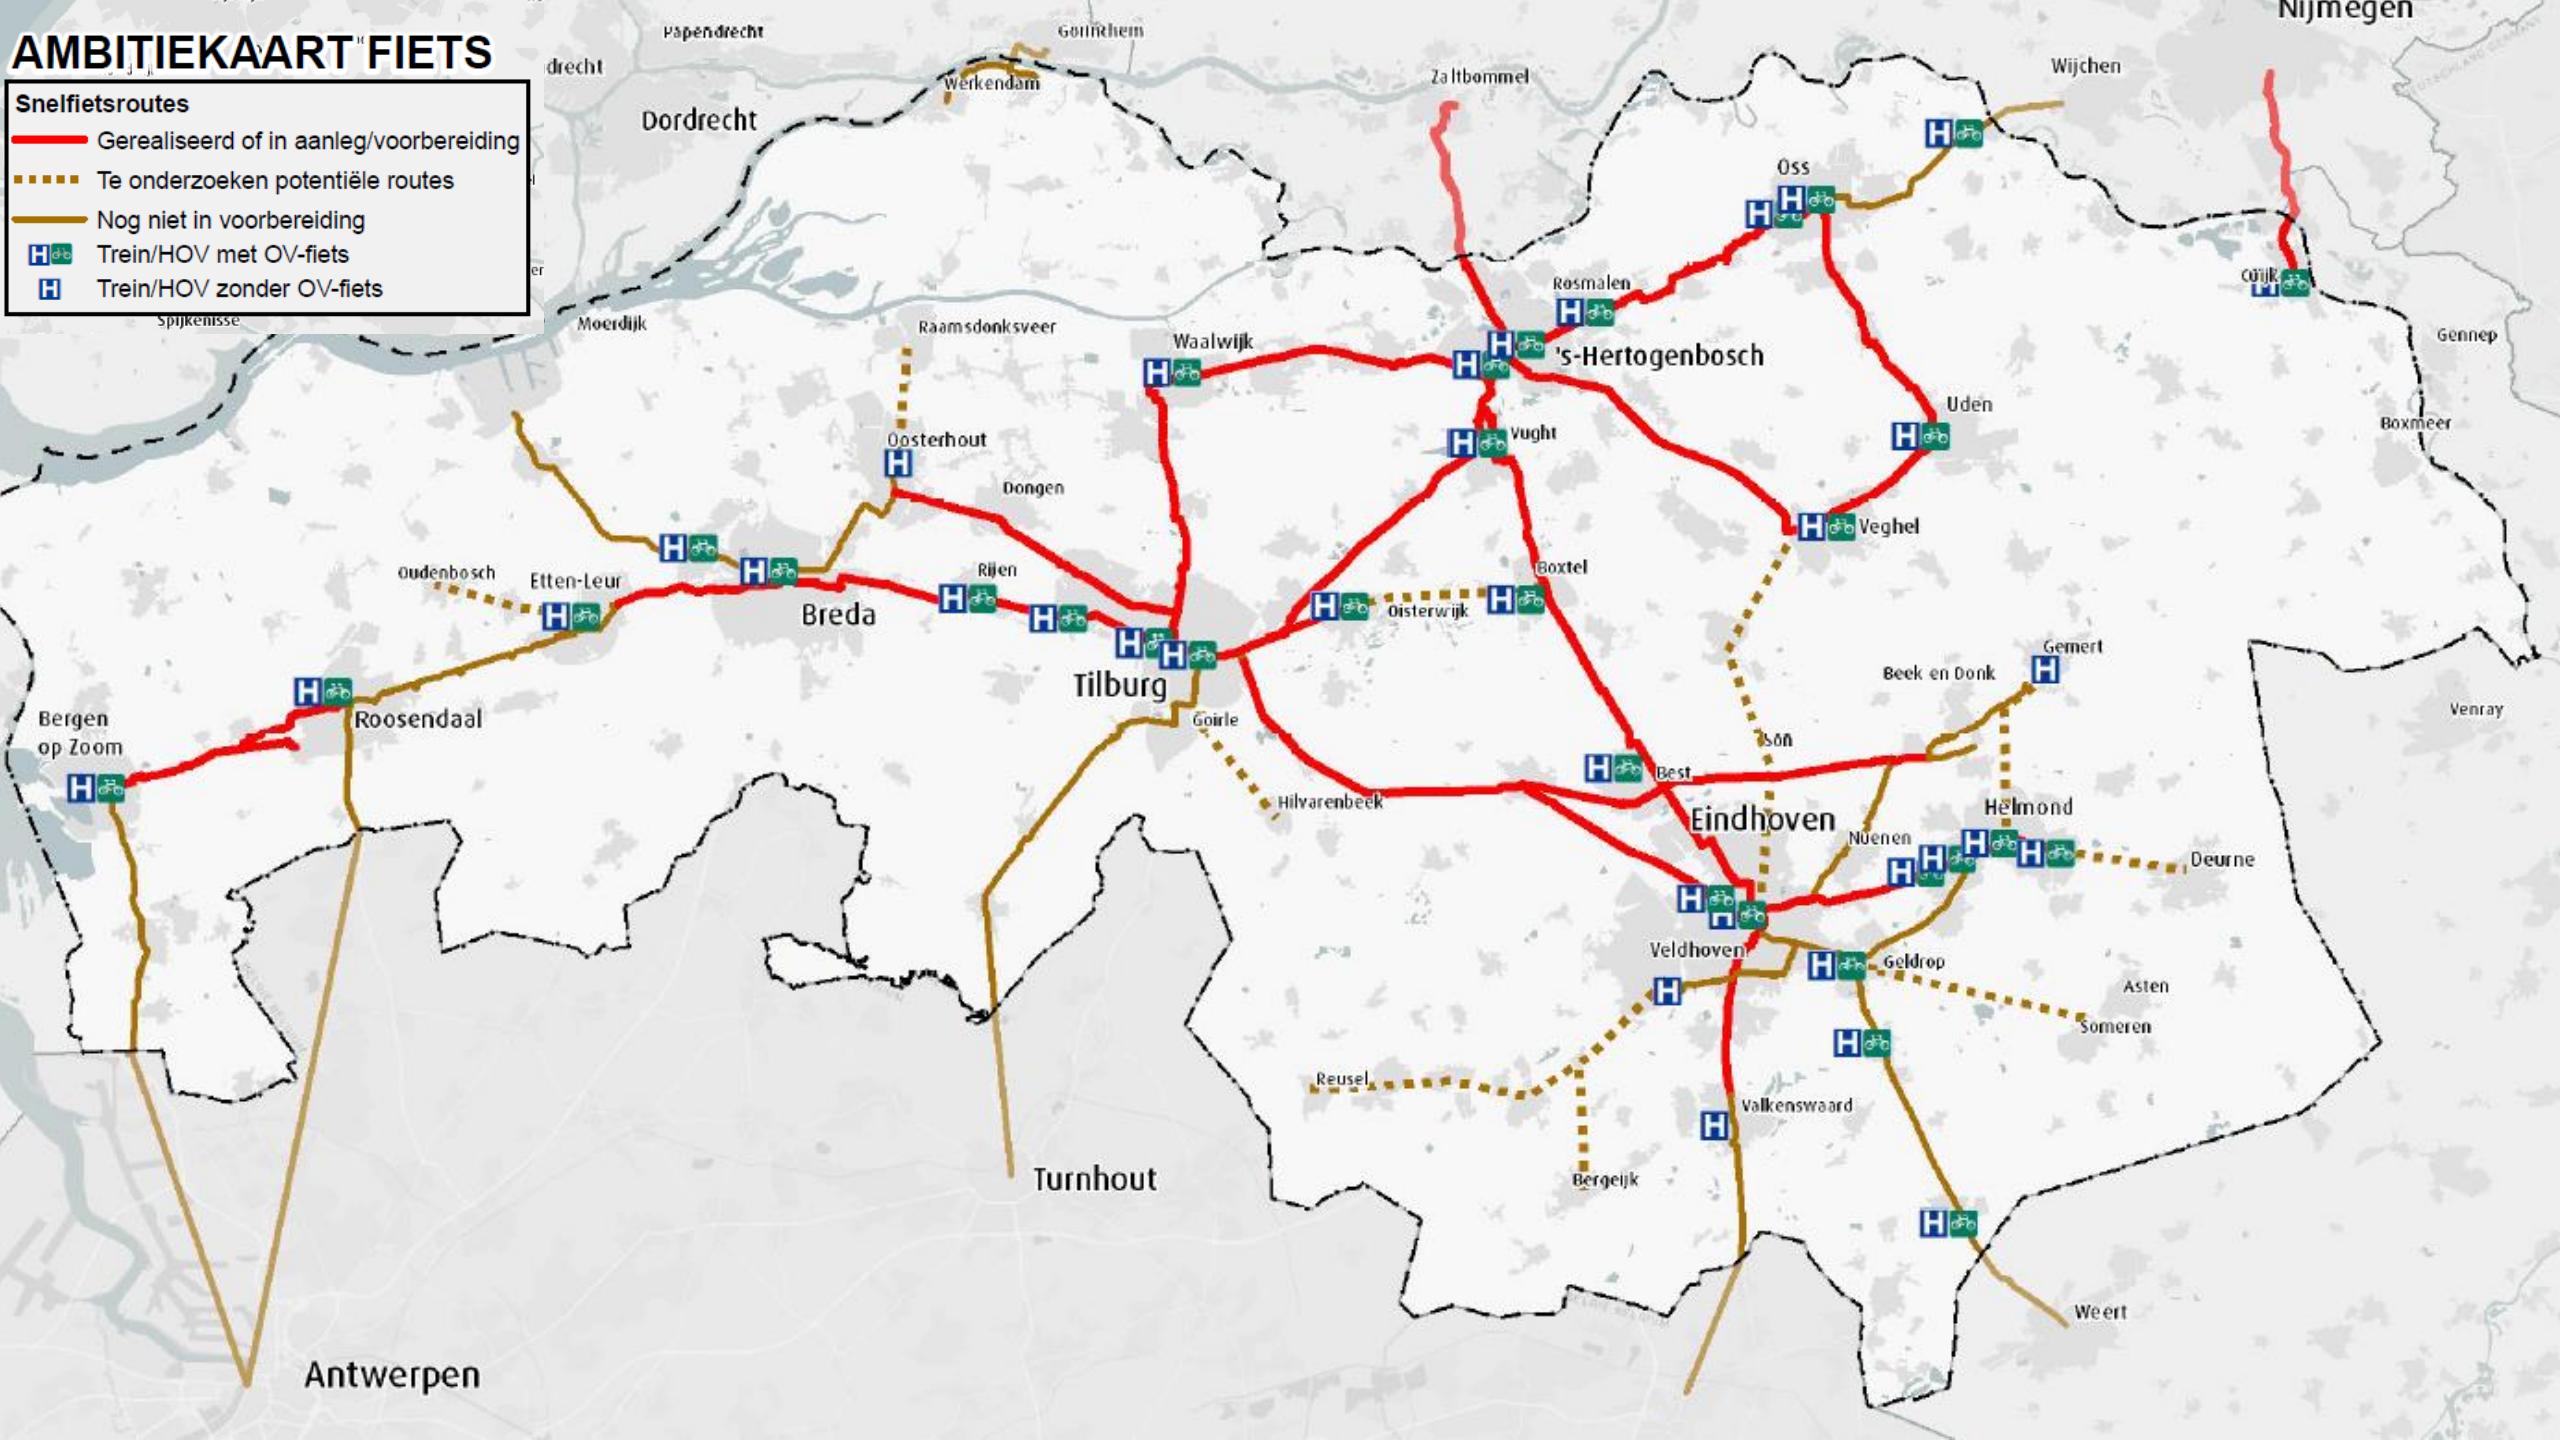 AMBITIEKAART FIETS
Snelfietsroutes
Gerealiseerd of in aanleg/voorbereiding
Te onderzoeken potentiële routes
Nog niet in voorbereiding
H Trein/HOV met OV-fiets
H Trein/HOV zonder OV-fiets
Nijmegen
Papendrecht
Gorinchem
drecht
Werkendam
Zaltbommel
Wijchen
Dordrecht
Oss
Cuijk
Rosmalen
Spijkenisse
Moerdijk
Raamsdonksveer
Waalwijk
's-Hertogenbosch
Gennep
Uden
Boxmeer
Oosterhout
Vught
Dongen
Veghel
Oudenbosch
Etten-Leur
Rijen
Boxtel
Breda
Oisterwijk
Gemert
Beek en Donk
Tilburg
Venray
Bergen
op Zoom
Roosendaal
Goirle
Son
Best
Hilvarenbeek
Eindhoven
Helmond
Nuenen
Deurne
Veldhoven
Geldrop
Asten
Someren
Reusel
Valkenswaard
Turnhout
Bergeijk
Weert
Antwerpen